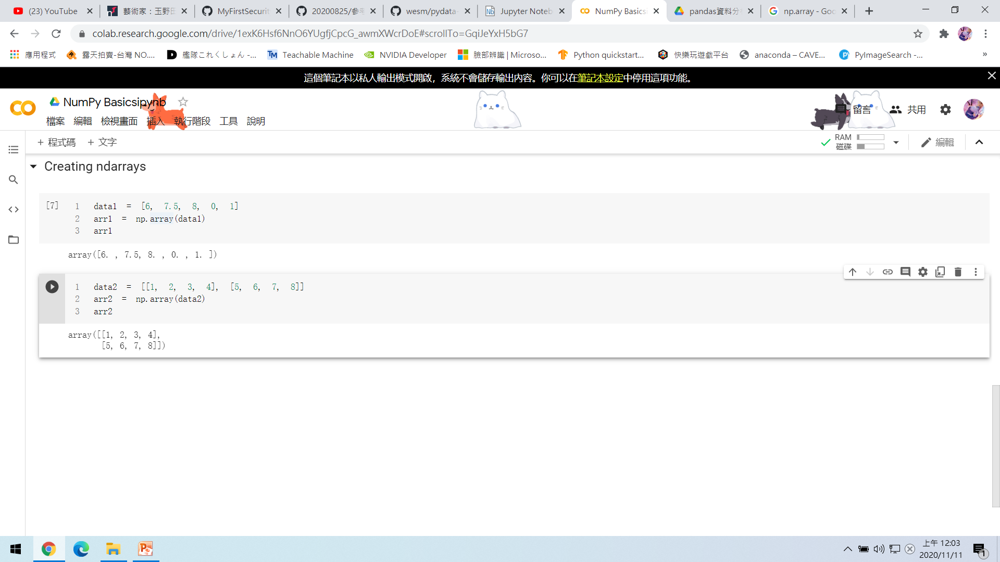 (23) YouTube
藝術家：玉野
MyFirstSecurit
20200825/參考
wesm/pydata-
Jupyter Noteb
NumPy Basics
pandas資料分
np.array - Goo
colab.research.google.com/drive/1exK6Hsf6NnO6YUgfjCpcG_awmXWcrDoE#scrollTo=GqiJeYxH5bG7
應用程式
露天拍賣-台灣 NO....
艦隊これくしょん -...
Teachable Machine
NVIDIA Developer
臉部辨識 | Microso...
Python quickstart...
快樂玩遊戲平台
anaconda – CAVE...
PyImageSearch -...
»
這個筆記本以私人輸出模式開啟，系統不會儲存輸出內容。你可以在筆記本設定中停用這項功能。
NumPy Basicsipynb
檔案 編輯 檢視畫面 插入 執行階段 工具 說明
留言
共用
+ 程式碼 + 文字
RAM
磁碟
編輯
Creating ndarrays
[7]
1 data1 = [6, 7.5, 8, 0, 1]
2 arr1 = np.array(data1)
3 arr1
array([6. , 7.5, 8. , 0. , 1. ])
1 data2 = [[1, 2, 3, 4], [5, 6, 7, 8]]
2 arr2 = np.array(data2)
3 arr2
array([[1, 2, 3, 4],
[5, 6, 7, 8]])
上午 12:03
2020/11/11
1